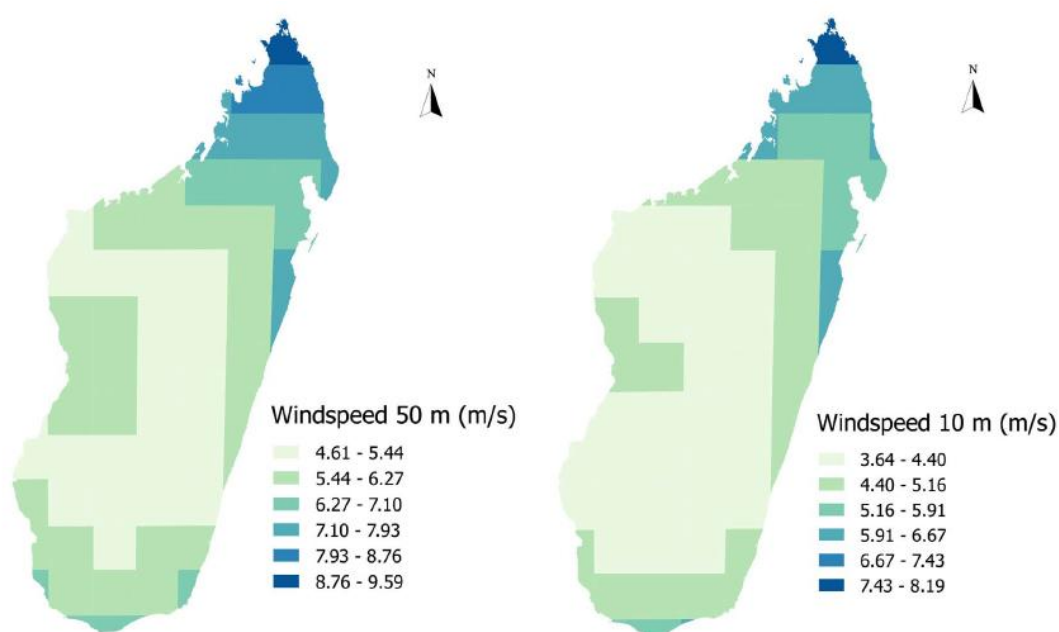 N
Windspeed 50 m (m/s)
4.61 - 5.44
5.44 - 6.27
6.27 - 7.10
7.10 - 7.93
7.93 - 8.76
8.76 - 9.59
N
Windspeed 10 m (m/s)
3.64 - 4.40
4.40 - 5.16
5.16 - 5.91
5.91 - 6.67
6.67 - 7.43
7.43 - 8.19